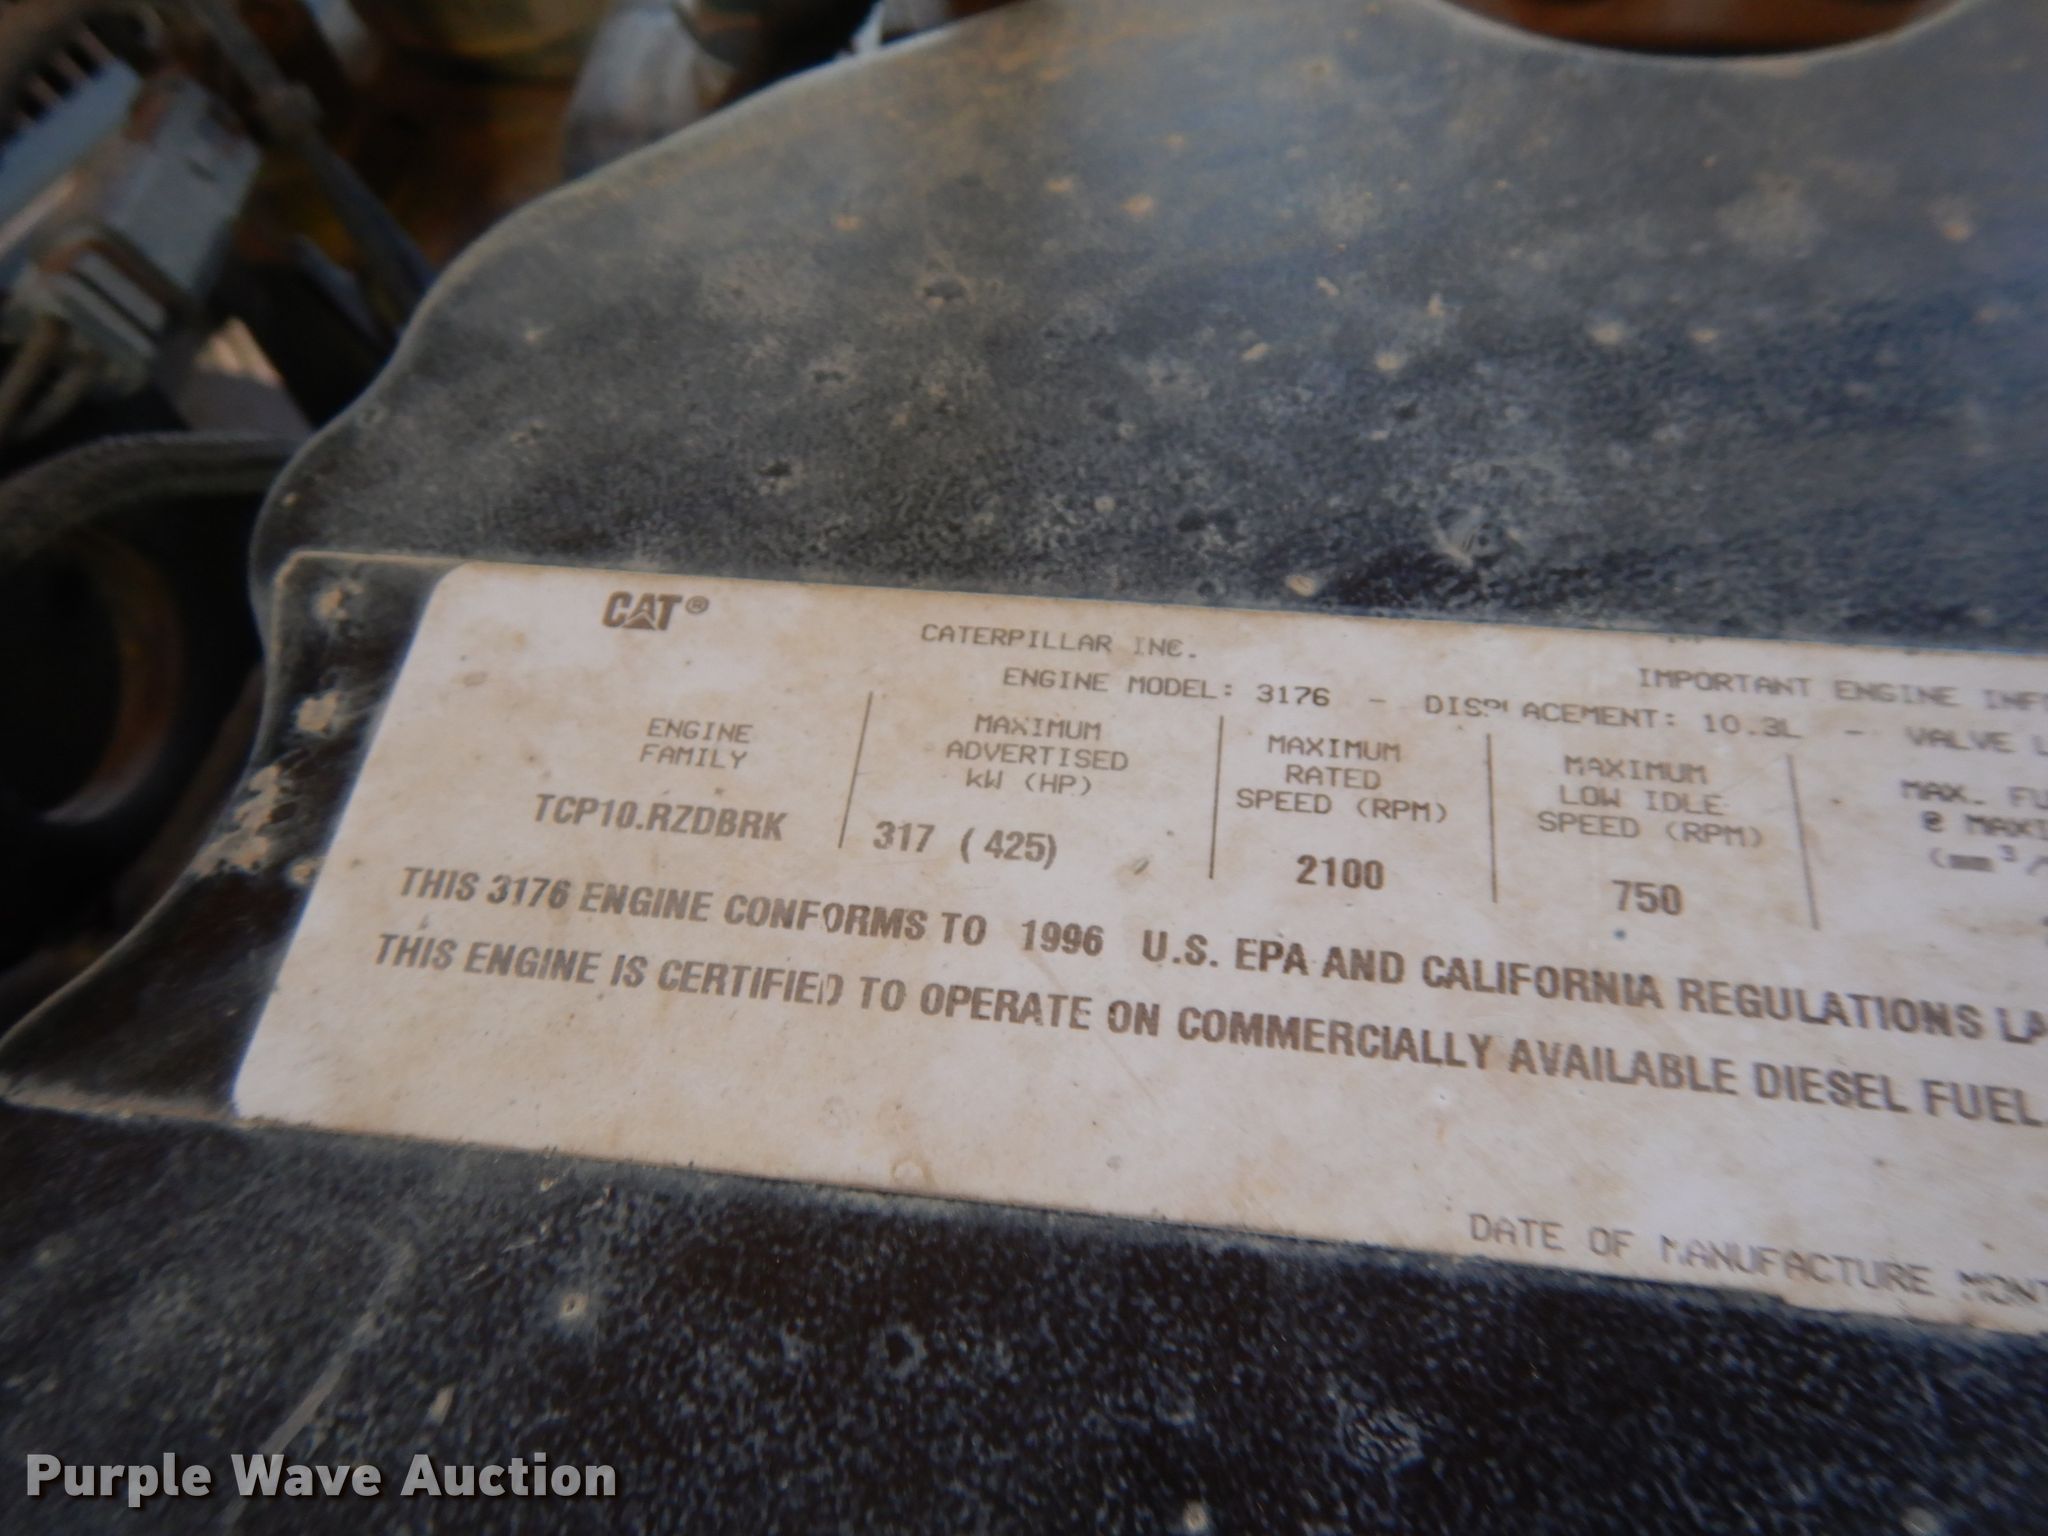 CAT®
CATERPILLAR INC.
IMPORTANT ENGINE
ENGINE MODEL: 3176 - DISPLACEMENT: 10.3L - VALVE
ENGINE FAMILY
TCP10.RZDBRK
MAXIMUM
ADVERTISED
kW (HP)
317 (425)
MAXIMUM
RATED
SPEED (RPM)
2100
MAXIMUM
LOW IDLE
SPEED (RPM)
750
MAX.
THIS 3176 ENGINE CONFORMS TO 1996 U.S. EPA AND CALIFORNIA REGULATIONS
THIS ENGINE IS CERTIFIED TO OPERATE ON COMMERCIALLY AVAILABLE DIESEL FUEL.
DATE OF MANUFACTURE
Purple Wave Auction